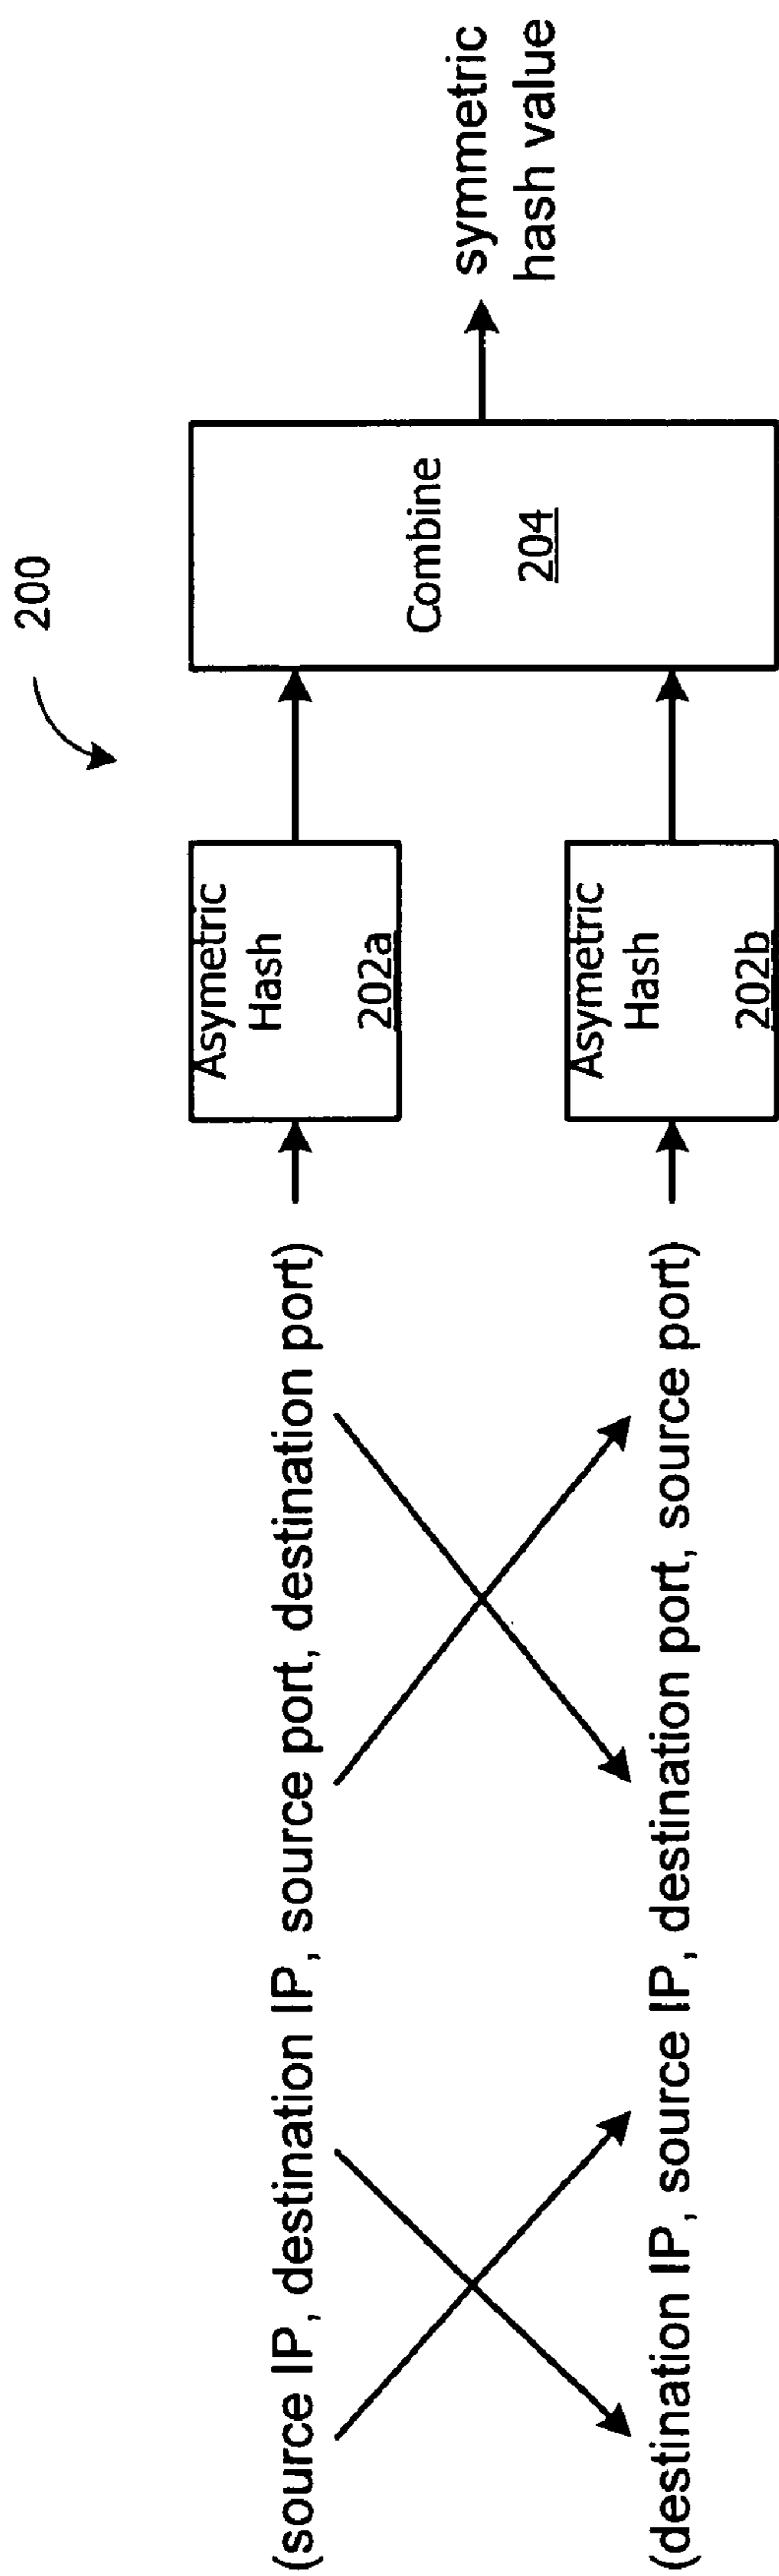 200
(source IP, destination IP, source port, destination port)
Asymetric
Hash
202a
Combine
204
symmetric
hash value
(destination IP, source IP, destination port, source port)
Asymetric
Hash
202b